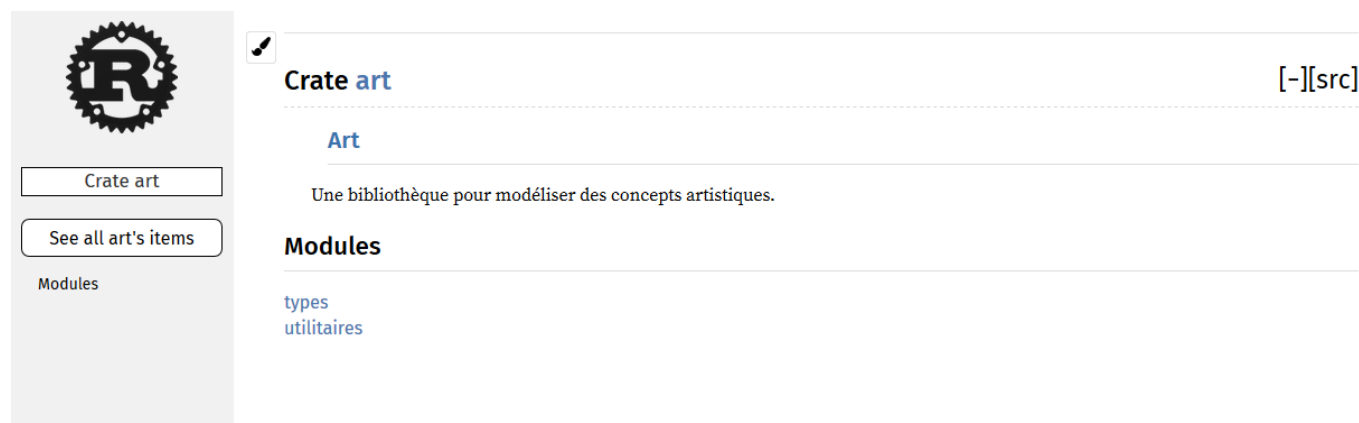 R
Crate art
See all art's items
Modules
Crate art
[-][src]
Art
Une bibliothèque pour modéliser des concepts artistiques.
Modules
types
utilitaires